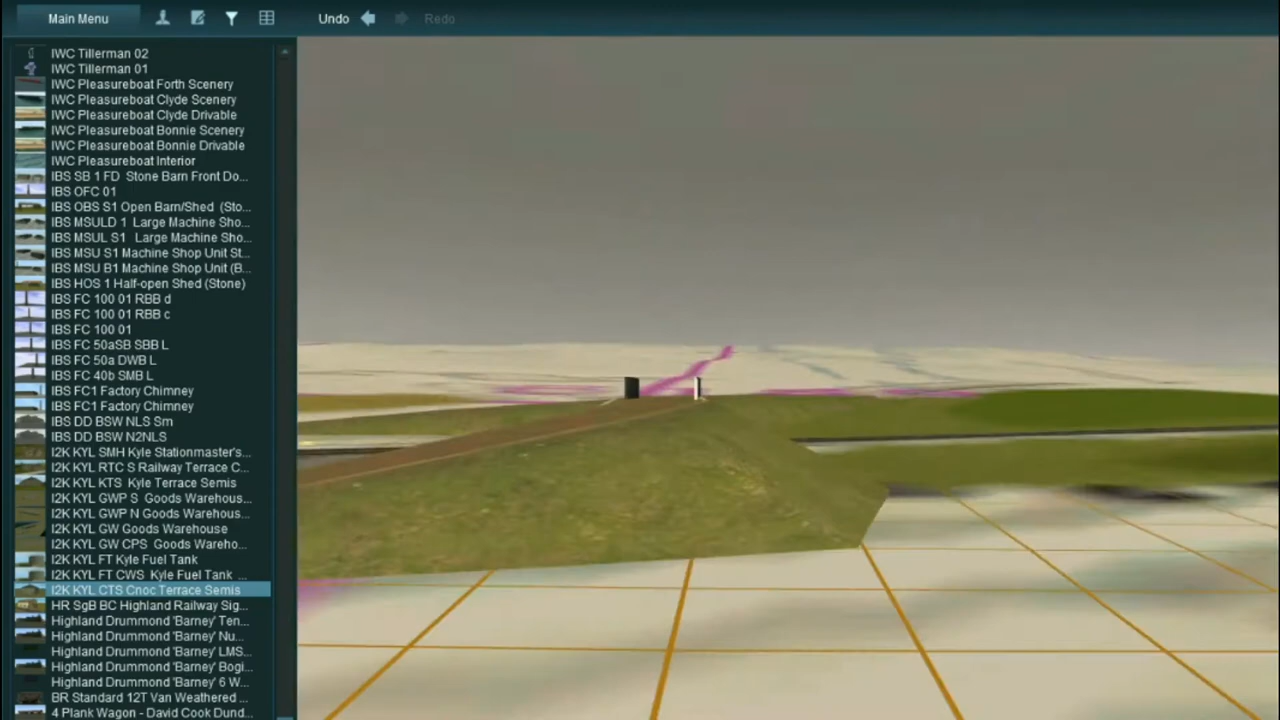 Main Menu
Undo
Redo
IWC Tillerman 02
IWC Tillerman 01
IWC Pleasureboat Forth Scenery
IWC Pleasureboat Clyde Scenery
IWC Pleasureboat Clyde Drivable
IWC Pleasureboat Bonnie Scenery
IWC Pleasureboat Bonnie Drivable
IWC Pleasureboat Interior
IBS SB 1 FD Stone Barn Front Do...
IBS OFC 01
IBS OBS S1 Open Barn/Shed (Sto...
IBS MSULD 1 Large Machine Sho...
IBS MSUL S1 Large Machine Sho...
IBS MSU S1 Machine Shop Unit St...
IBS MSU B1 Machine Shop Unit (B...
IBS HOS 1 Half-open Shed (Stone)
IBS FC 100 01 RBB d
IBS FC 100 01 RBB c
IBS FC 100 01
IBS FC 50aSB SBB L
IBS FC 50a DWB L
IBS FC 40b SMB L
IBS FC1 Factory Chimney
IBS FC1 Factory Chimney
IBS DD BSW NLS Sm
IBS DD BSW N2NLS
I2K KYL SMH Kyle Stationmaster's...
I2K KYL RTC S Railway Terrace C...
I2K KYL KTS Kyle Terrace Semis
I2K KYL GWP S Goods Warehous...
I2K KYL GWP N Goods Warehous...
I2K KYL GW Goods Warehouse
I2K KYL GW CPS Goods Wareho...
I2K KYL FT Kyle Fuel Tank
I2K KYL FT CWS Kyle Fuel Tank ...
I2K KYL CTS Cnoc Terrace Semis
HR SgB BC Highland Railway Sig...
Highland Drummond 'Barney' Ten...
Highland Drummond 'Barney' Nu...
Highland Drummond 'Barney' LMS...
Highland Drummond 'Barney' Bogi...
Highland Drummond 'Barney' 6 W...
BR Standard 12T Van Weathered ...
4 Plank Wagon - David Cook Dund...